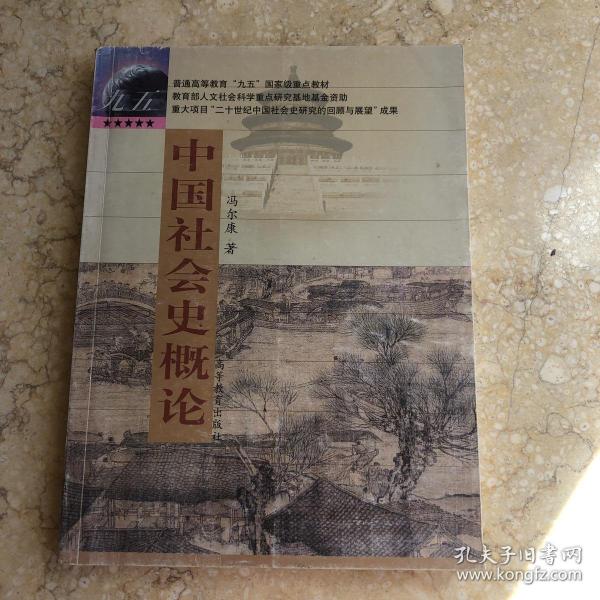 九五
★★★★★
普通高等教育“九五”国家级重点教材
教育部人文社会科学重点研究基地基金资助
重大项目“二十世纪中国社会史研究的回顾与展望”成果
中国社会史概论
冯尔康 著
高等教育出版社
孔夫子旧书网
www.kongfz.com